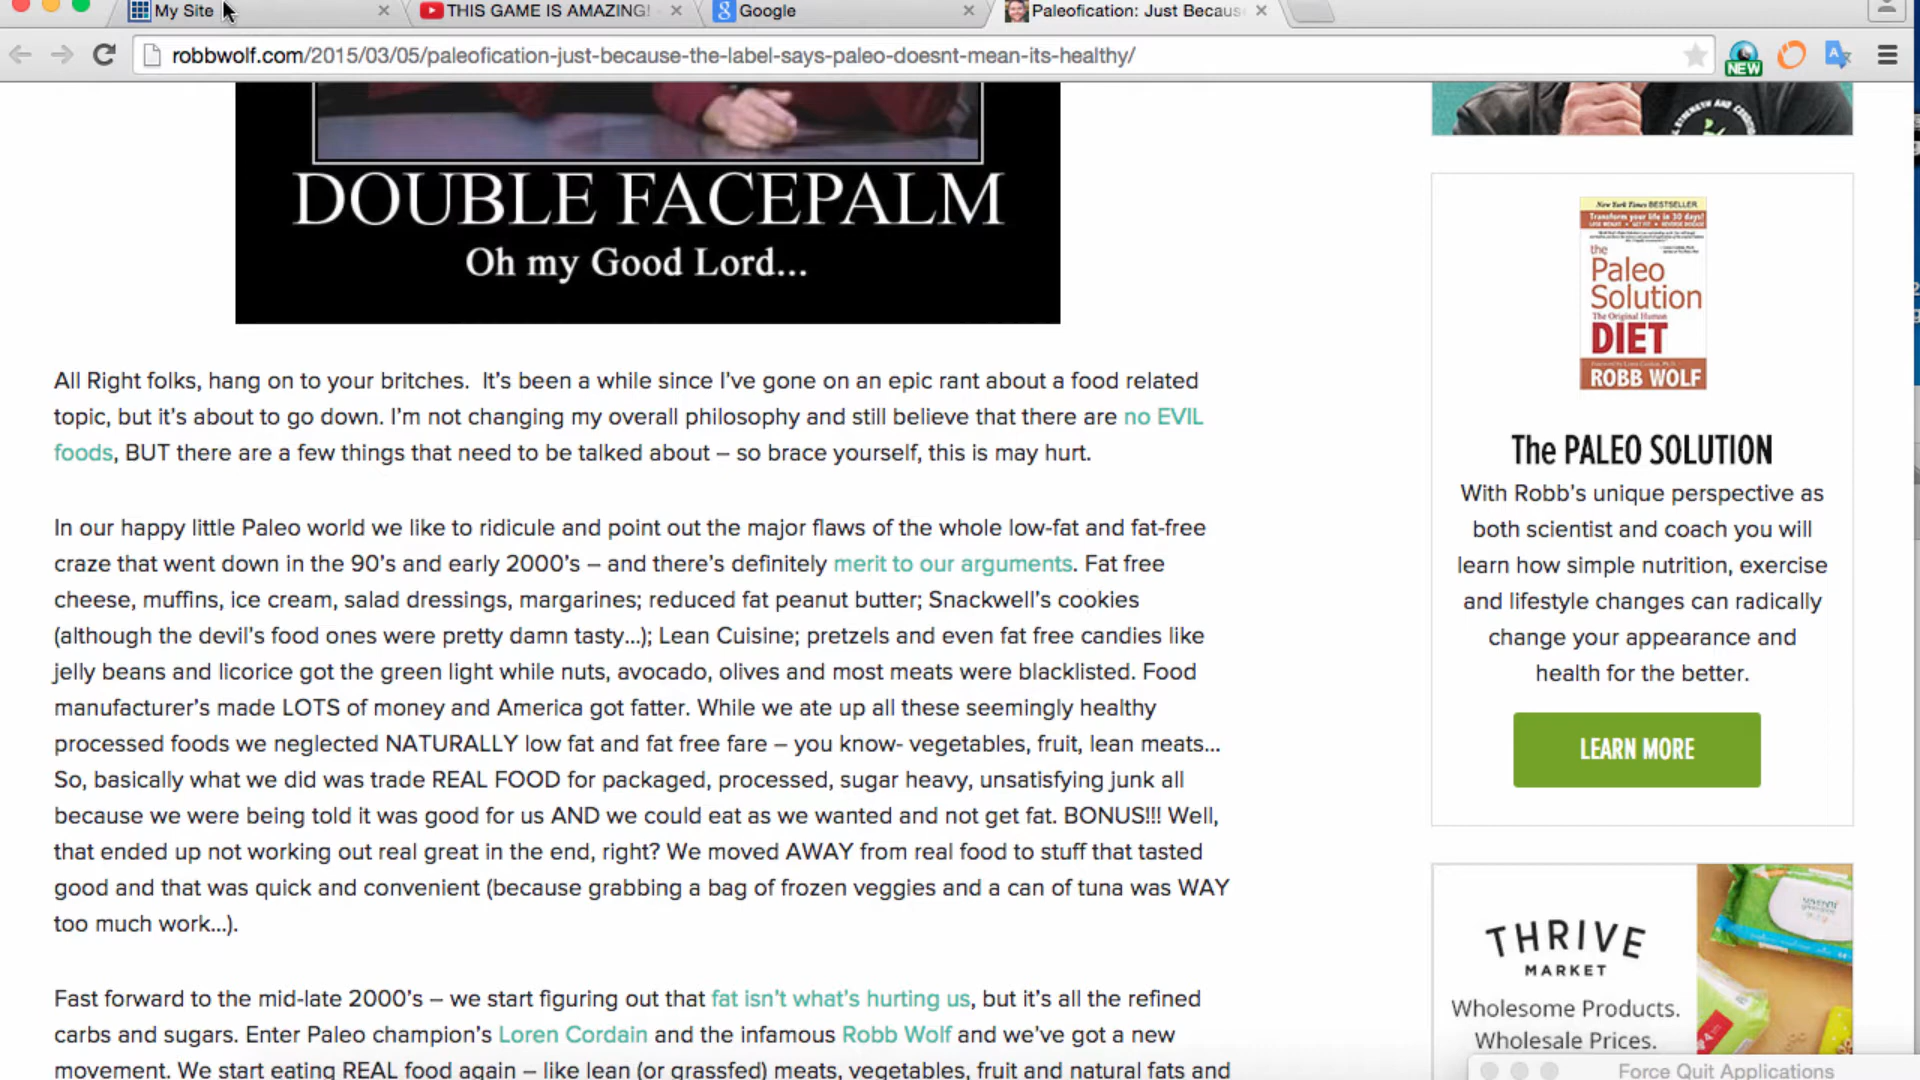 My Site
THIS GAME IS AMAZING!
Google
Paleofication: Just Becaus
robbwolf.com/2015/03/05/paleofication-just-because-the-label-says-paleo-doesnt-mean-its-healthy/
NEW
DOUBLE FACEPALM
Oh my Good Lord...
All Right folks, hang on to your britches.  It's been a while since I've gone on an epic rant about a food related
topic, but it's about to go down. I'm not changing my overall philosophy and still believe that there are no EVIL
foods, BUT there are a few things that need to be talked about – so brace yourself, this is may hurt.
In our happy little Paleo world we like to ridicule and point out the major flaws of the whole low-fat and fat-free
craze that went down in the 90's and early 2000's – and there's definitely merit to our arguments. Fat free
cheese, muffins, ice cream, salad dressings, margarines; reduced fat peanut butter; Snackwell's cookies
(although the devil's food ones were pretty damn tasty...); Lean Cuisine; pretzels and even fat free candies like
jelly beans and licorice got the green light while nuts, avocado, olives and most meats were blacklisted. Food
manufacturer's made LOTS of money and America got fatter. While we ate up all these seemingly healthy
processed foods we neglected NATURALLY low fat and fat free fare – you know- vegetables, fruit, lean meats...
So, basically what we did was trade REAL FOOD for packaged, processed, sugar heavy, unsatisfying junk all
because we were being told it was good for us AND we could eat as we wanted and not get fat. BONUS!!! Well,
that ended up not working out real great in the end, right? We moved AWAY from real food to stuff that tasted
good and that was quick and convenient (because grabbing a bag of frozen veggies and a can of tuna was WAY
too much work...).
Fast forward to the mid-late 2000's – we start figuring out that fat isn't what's hurting us, but it's all the refined
carbs and sugars. Enter Paleo champion's Loren Cordain and the infamous Robb Wolf and we've got a new
movement. We start eating REAL food again – like lean (or grassfed) meats, vegetables, fruit and natural fats and
STRENGTH AND
New York Times BESTSELLER
Transform your life in 30 days!
the
Paleo
Solution
The Original Human
DIET
ROBB WOLF
The PALEO SOLUTION
With Robb's unique perspective as
both scientist and coach you will
learn how simple nutrition, exercise
and lifestyle changes can radically
change your appearance and
health for the better.
LEARN MORE
THRIVE
MARKET
Wholesome Products.
Wholesale Prices.
Force Quit Applications